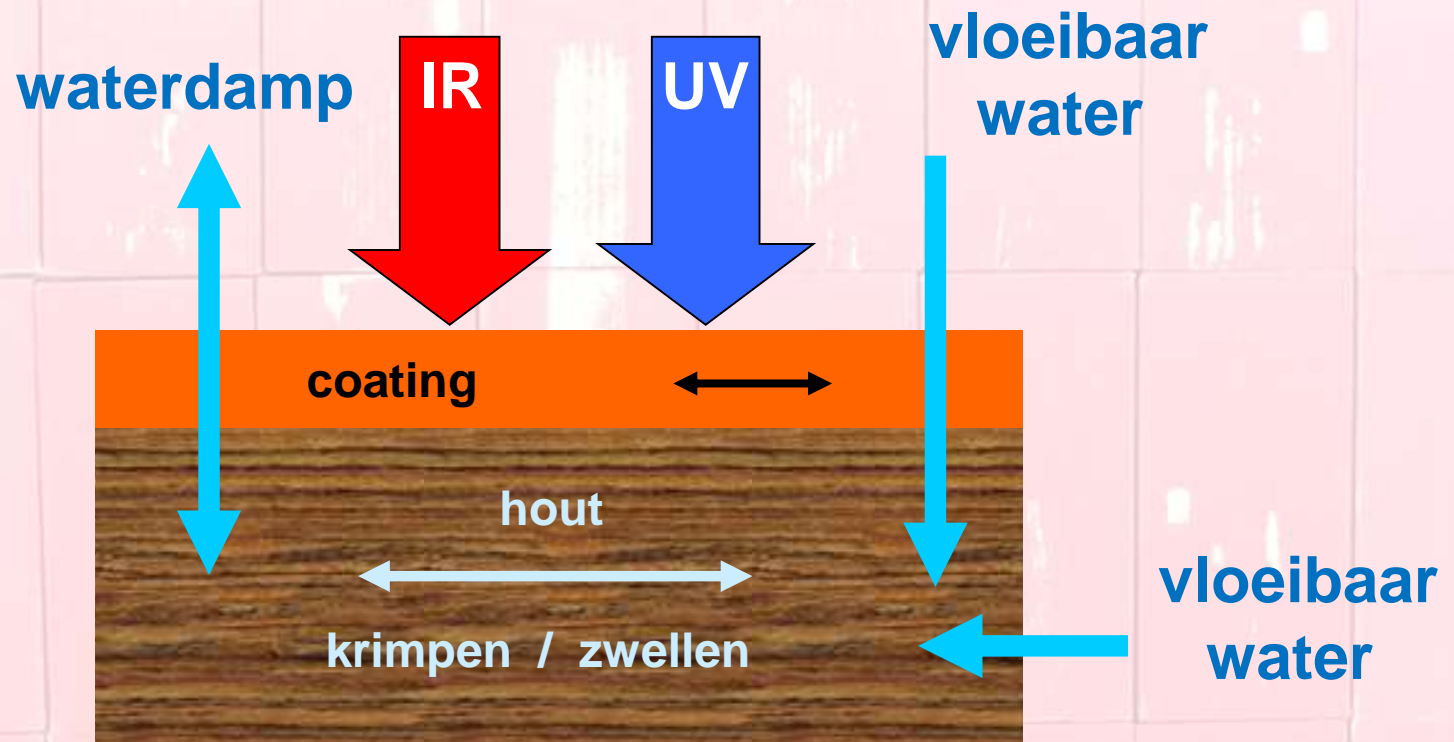 waterdamp
IR
UV
vloeibaar
water
coating
hout
krimpen / zwellen
vloeibaar
water